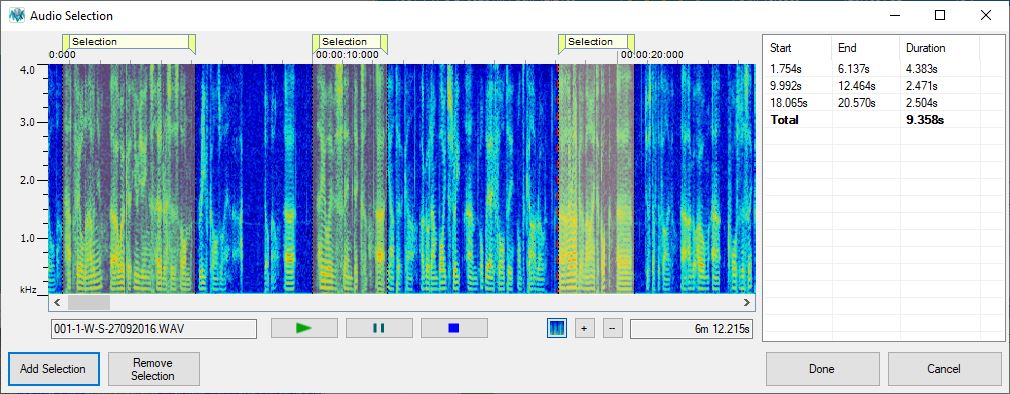 Audio Selection
Selection Selection Selection
0:000 00:00:10:000 00:00:20:000
4.0
3.0
2.0
1.0
kHz
Start End Duration
1.754s 6.137s 4.383s
9.992s 12.464s 2.471s
18.065s 20.570s 2.504s
Total 9.358s
001-1-W-S-27092016.WAV
+ -- 6m 12.215s
Add Selection Remove Selection Done Cancel